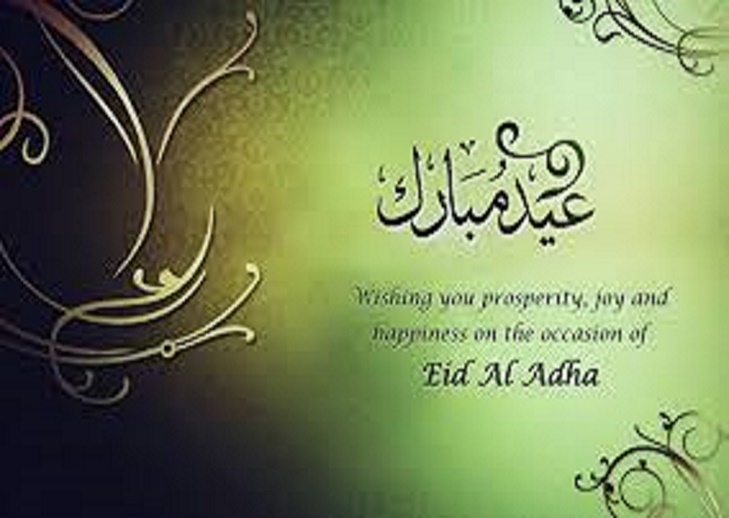 عيد مبارك
Wishing you prosperity, joy and
happiness on the occasion of
Eid Al Adha